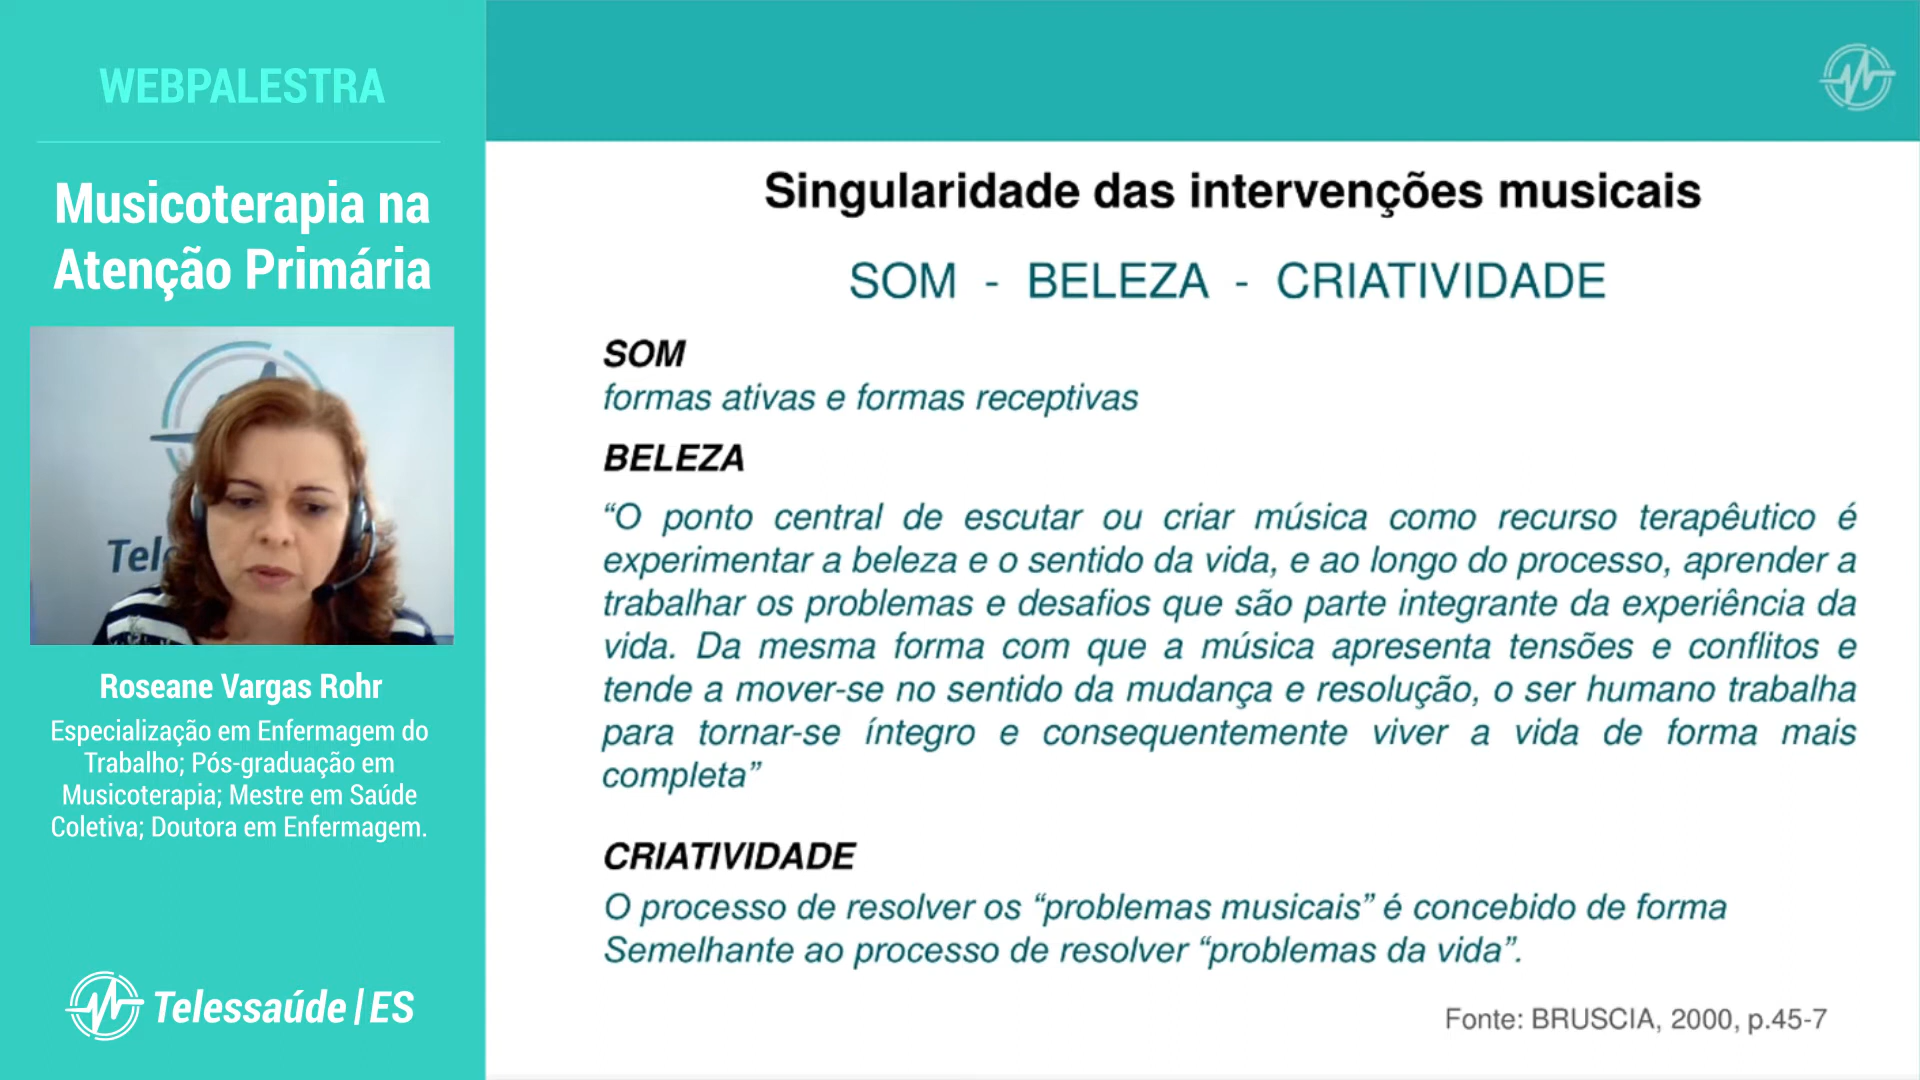 WEBPALESTRA
Musicoterapia na
Atenção Primária
Tel
Roseane Vargas Rohr
Especialização em Enfermagem do
Trabalho; Pós-graduação em
Musicoterapia; Mestre em Saúde
Coletiva; Doutora em Enfermagem.
Telessaúde|ES
Singularidade das intervenções musicais
SOM - BELEZA - CRIATIVIDADE
SOM
formas ativas e formas receptivas
BELEZA
“O ponto central de escutar ou criar música como recurso terapêutico é
experimentar a beleza e o sentido da vida, e ao longo do processo, aprender a
trabalhar os problemas e desafios que são parte integrante da experiência da
vida. Da mesma forma com que a música apresenta tensões e conflitos e
tende a mover-se no sentido da mudança e resolução, o ser humano trabalha
para tornar-se íntegro e consequentemente viver a vida de forma mais
completa”
CRIATIVIDADE
O processo de resolver os “problemas musicais” é concebido de forma
Semelhante ao processo de resolver “problemas da vida”.
Fonte: BRUSCIA, 2000, p.45-7